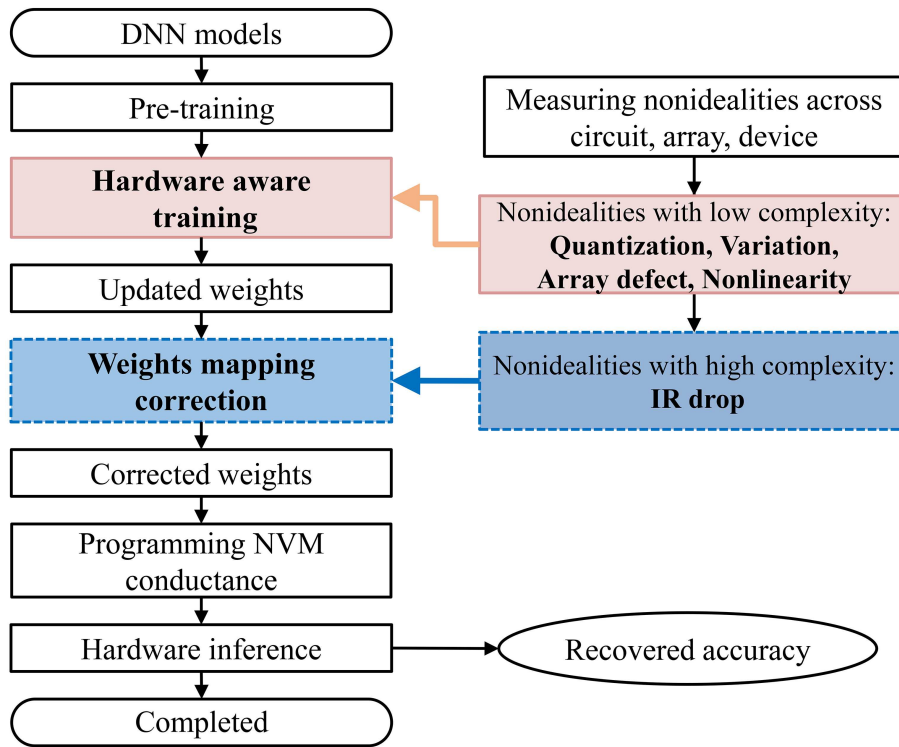 DNN models
Pre-training
Hardware aware
training
Updated weights
Weights mapping
correction
Corrected weights
Programming NVM
conductance
Hardware inference
Completed
Measuring nonidealities across
circuit, array, device
Nonidealities with low complexity:
Quantization, Variation,
Array defect, Nonlinearity
Nonidealities with high complexity:
IR drop
Recovered accuracy